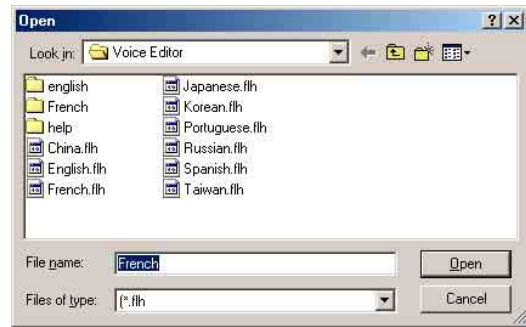 Open
Look in: Voice Editor
english
French
help
China.flh
English.flh
French.flh
Japanese.flh
Korean.flh
Portuguese.flh
Russian.flh
Spanish.flh
Taiwan.flh
File name: French Open
Files of type: (*.flh Cancel